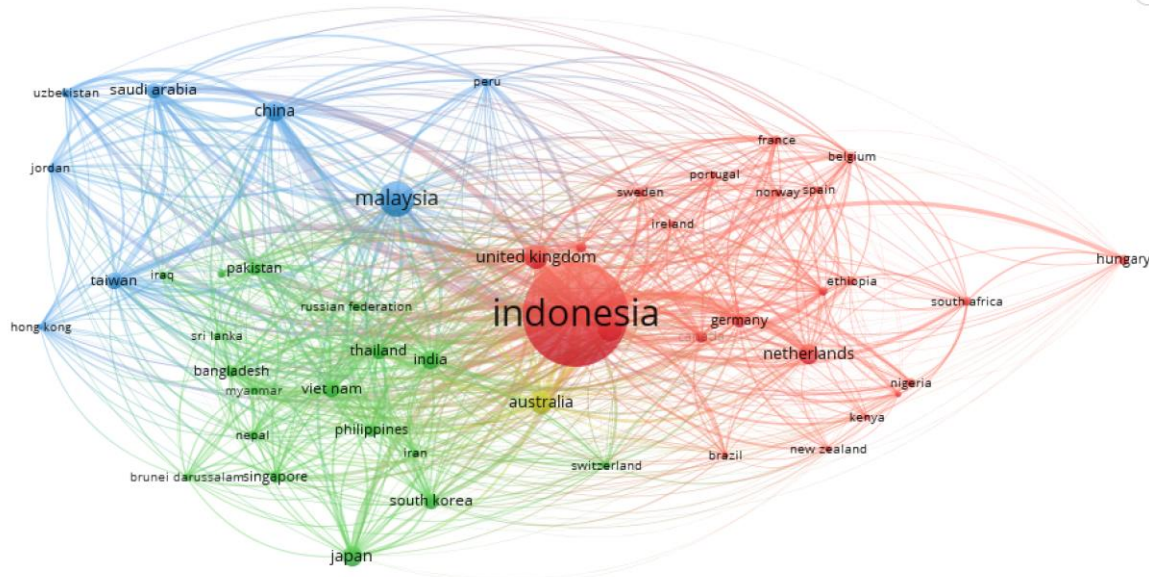 peru
uzbekistan
saudi arabia
china
france
belgium
jordan
portugal
malaysia
sweden
norway
spain
ireland
united kingdom
hungary
iraq
pakistan
taiwan
ethiopia
south africa
russian federation
indonesia
germany
canada
hong kong
sri lanka
thailand
india
netherlands
bangladesh
myanmar
viet nam
nigeria
australia
kenya
philippines
nepal
iran
new zealand
brazil
switzerland
brunei darussalam
singapore
south korea
japan